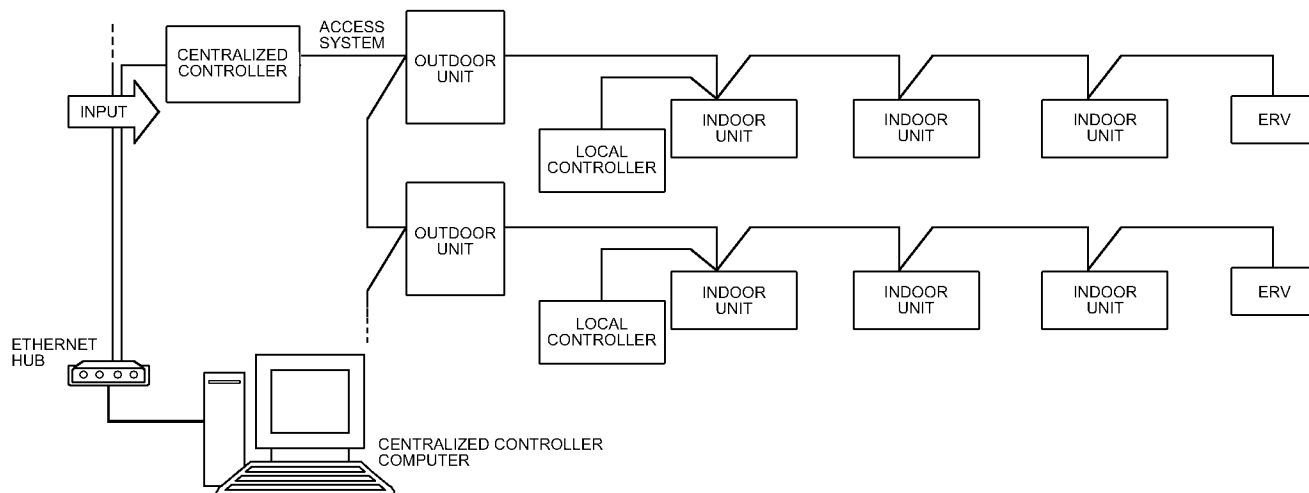 ACCESS
SYSTEM
CENTRALIZED
CONTROLLER
OUTDOOR
UNIT
INPUT
INDOOR
UNIT
INDOOR
UNIT
INDOOR
UNIT
ERV
LOCAL
CONTROLLER
OUTDOOR
UNIT
INDOOR
UNIT
INDOOR
UNIT
INDOOR
UNIT
ERV
LOCAL
CONTROLLER
ETHERNET
HUB
CENTRALIZED CONTROLLER
COMPUTER